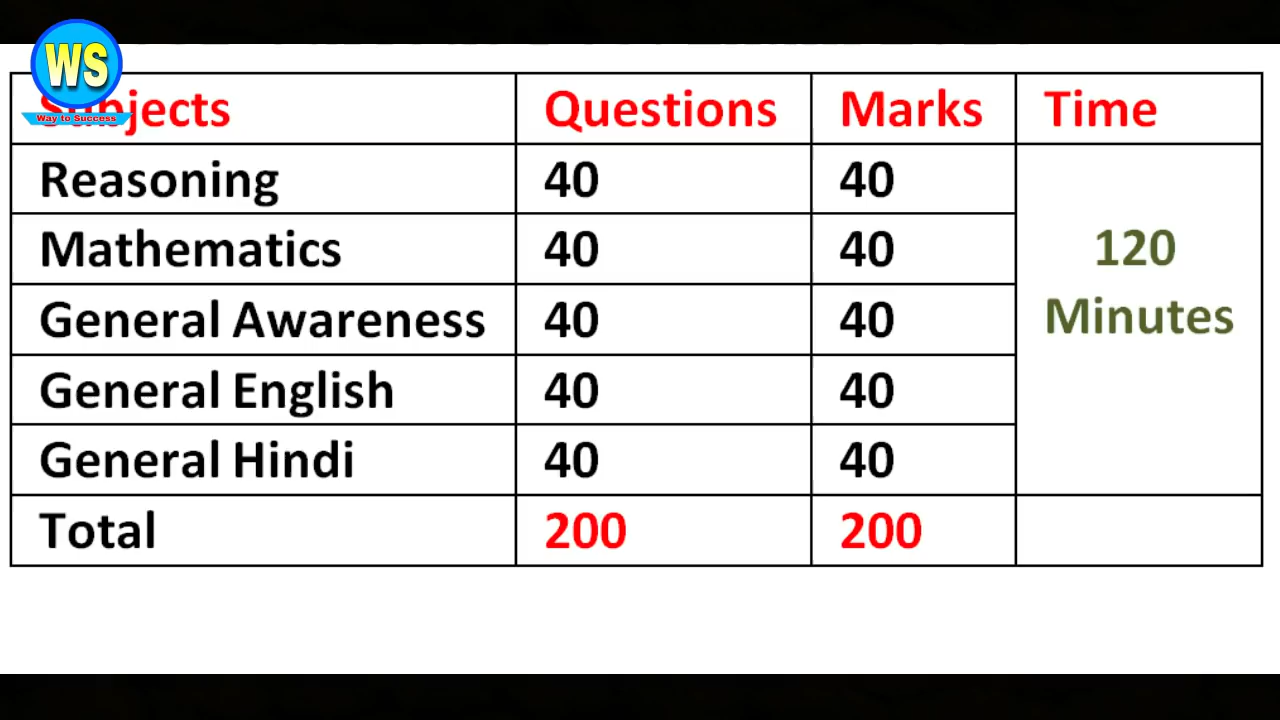 WS
Way to Success
Subjects Questions Marks Time
Reasoning 40 40
Mathematics 40 40 120
General Awareness 40 40 Minutes
General English 40 40
General Hindi 40 40
Total 200 200